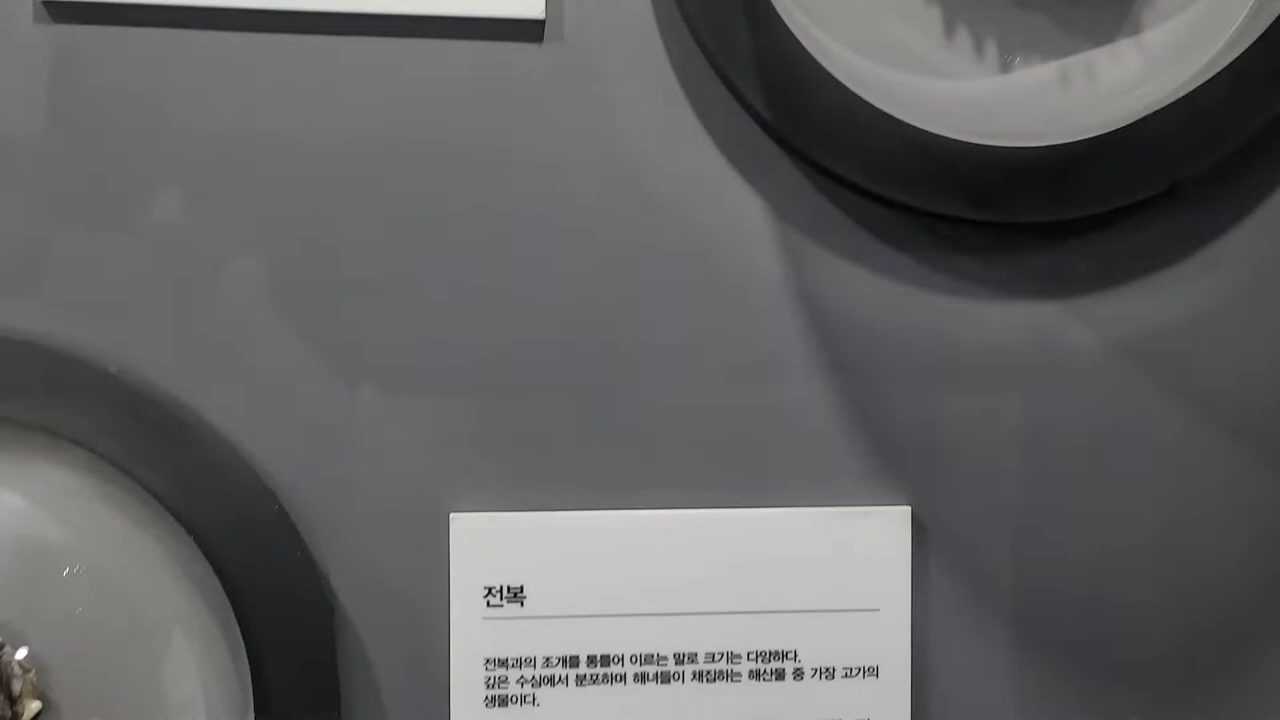 전복
전복과의 조개를 통틀어 이르는 말로 크기는 다양하다.
깊은 수심에서 분포하며 해녀들이 채집하는 해산물 중 가장 고가의
생물이다.